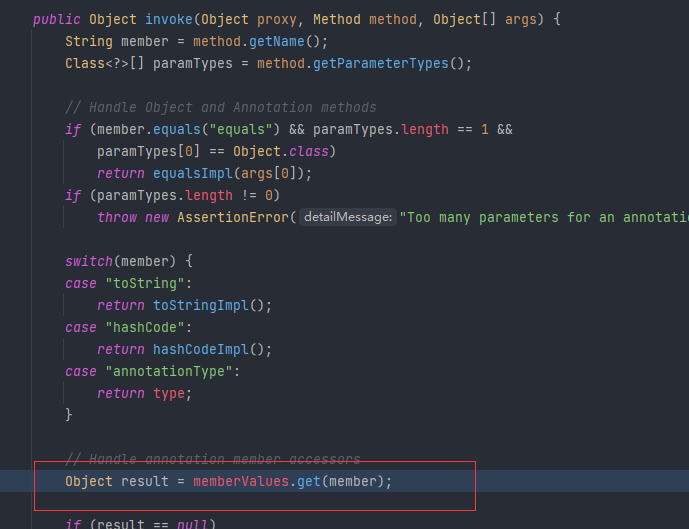 public Object invoke(Object proxy, Method method, Object[] args) {
String member = method.getName();
Class<?>[] paramTypes = method.getParameterTypes();
// Handle Object and Annotation methods
if (member.equals("equals") && paramTypes.length == 1 &&
paramTypes[0] == Object.class)
return equalsImpl(args[0]);
if (paramTypes.length != 0)
throw new AssertionError( detailMessage: "Too many parameters for an annotati
switch(member) {
case "toString":
return toStringImpl();
case "hashCode":
return hashCodeImpl();
case "annotationType":
return type;
}
// Handle annotation member accessors
Object result = memberValues.get(member);
if (result == null)